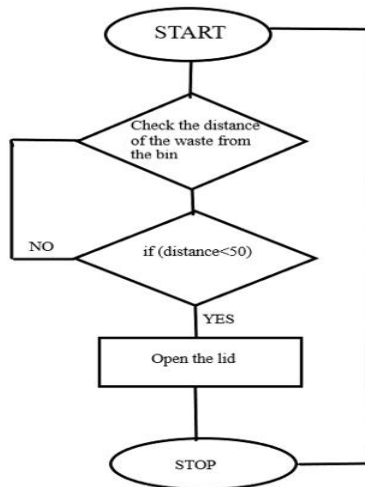 START
Check the distance
of the waste from
the bin
if (distance<50)
NO
YES
Open the lid
STOP